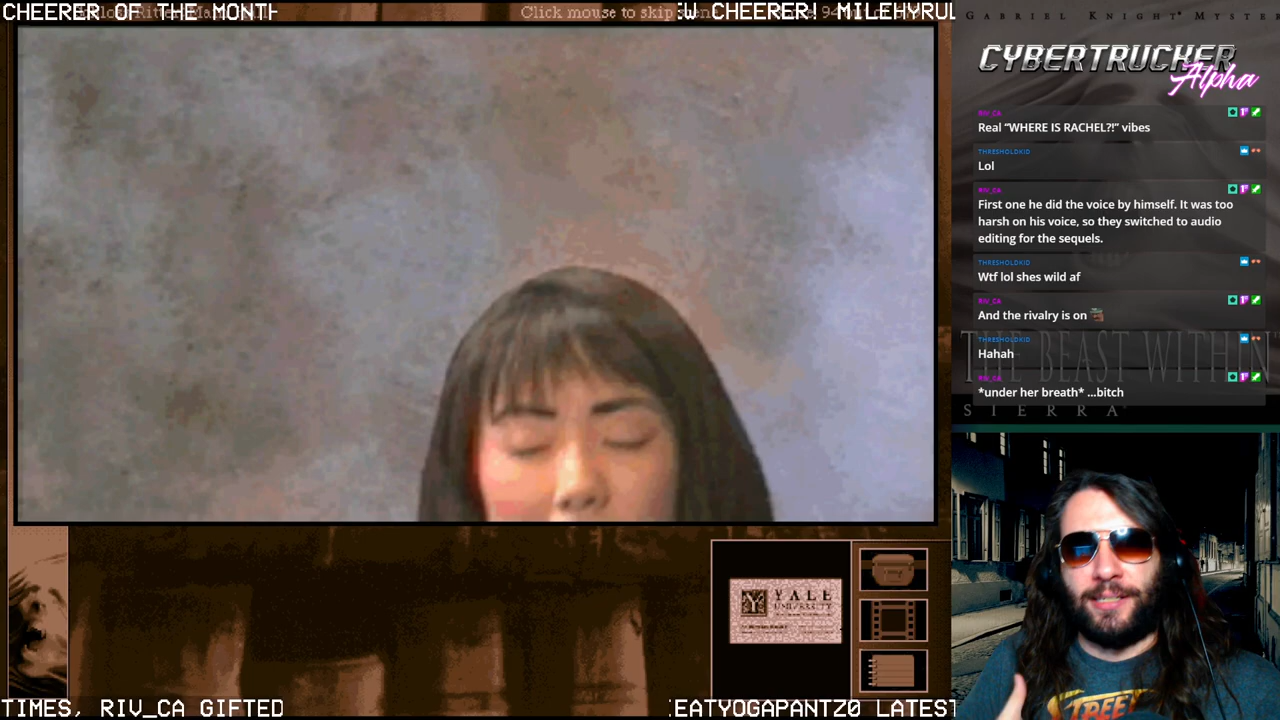 CHEERER OF THE MONTH
Click mouse to skip
W CHEERER! MILEHYRUL
GABRIEL KNIGHT® MYSTER
CYBERTRUCKER
Alpha
RIV_CA
Real “WHERE IS RACHEL?!” vibes
THRESHOLDKID
Lol
RIV_CA
First one he did the voice by himself. It was too
harsh on his voice, so they switched to audio
editing for the sequels.
THRESHOLDKID
Wtf lol shes wild af
RIV_CA
And the rivalry is on
THRESHOLDKID
Hahah
THE BEAST WITHIN
RIV_CA
*under her breath* ...bitch
SIERRA
YALE
UNIVERSITY
STREET
TIMES, RIV_CA GIFTED
EATYOGAPANTZ0 LATEST